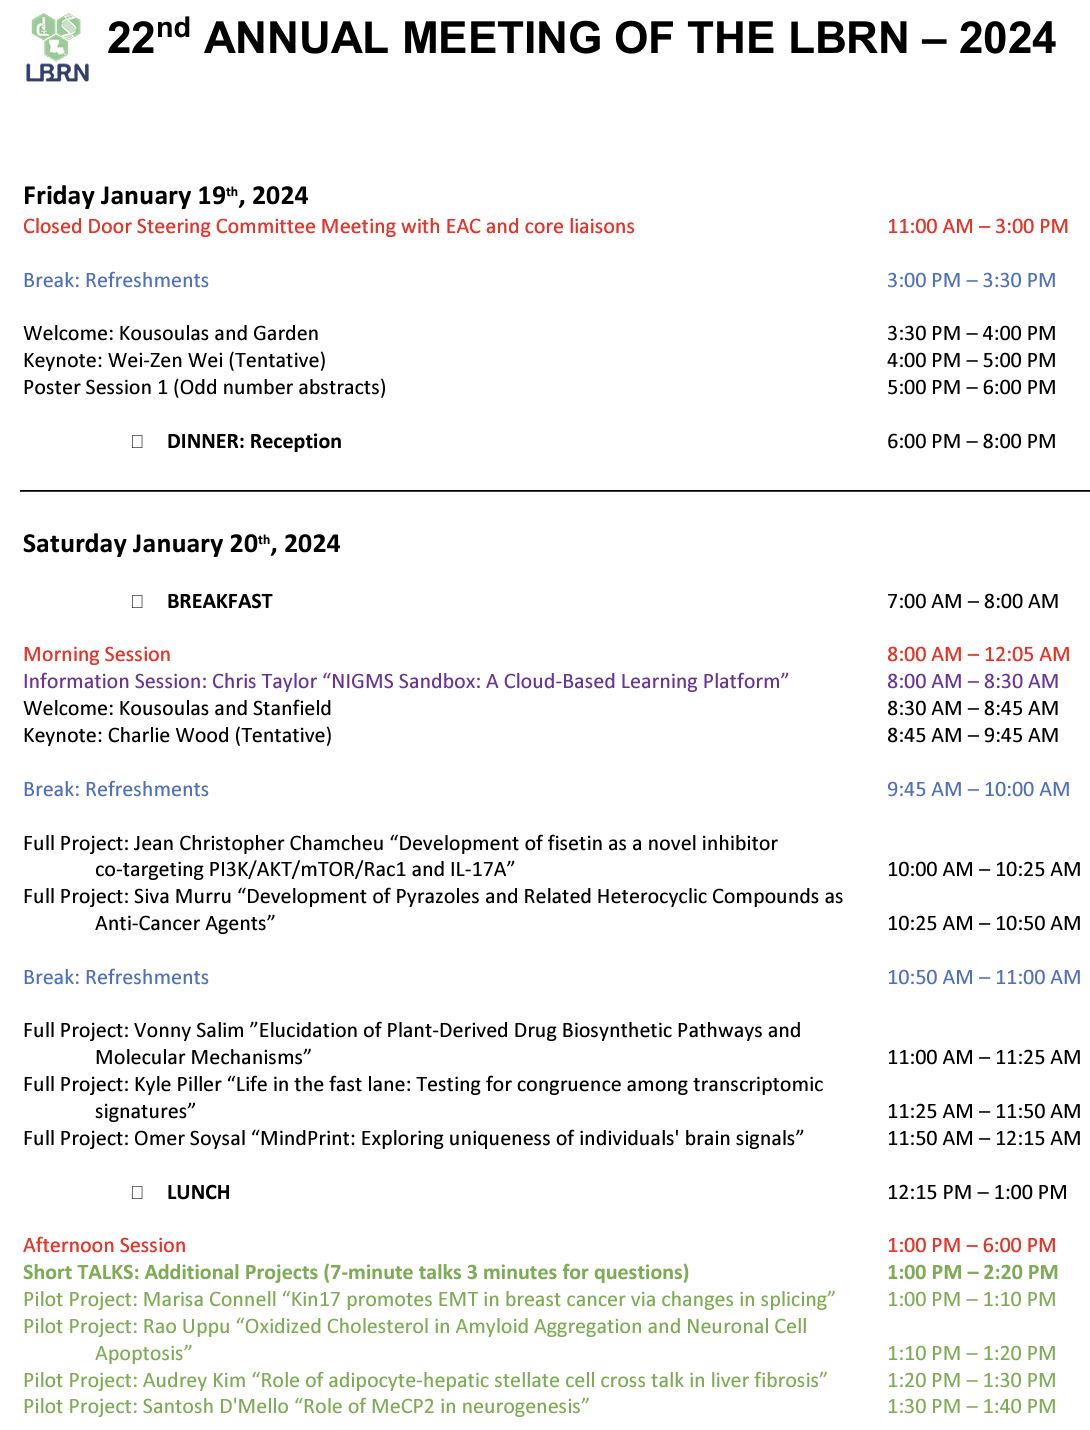 22nd ANNUAL MEETING OF THE LBRN – 2024
LBRN
Friday January 19th, 2024
Closed Door Steering Committee Meeting with EAC and core liaisons 11:00 AM – 3:00 PM
Break: Refreshments 3:00 PM – 3:30 PM
Welcome: Kousoulas and Garden 3:30 PM – 4:00 PM
Keynote: Wei-Zen Wei (Tentative) 4:00 PM – 5:00 PM
Poster Session 1 (Odd number abstracts) 5:00 PM – 6:00 PM
DINNER: Reception 6:00 PM – 8:00 PM
Saturday January 20th, 2024
BREAKFAST 7:00 AM – 8:00 AM
Morning Session 8:00 AM – 12:05 AM
Information Session: Chris Taylor “NIGMS Sandbox: A Cloud-Based Learning Platform” 8:00 AM – 8:30 AM
Welcome: Kousoulas and Stanfield 8:30 AM – 8:45 AM
Keynote: Charlie Wood (Tentative) 8:45 AM – 9:45 AM
Break: Refreshments 9:45 AM – 10:00 AM
Full Project: Jean Christopher Chamcheu “Development of fisetin as a novel inhibitor
co-targeting PI3K/AKT/mTOR/Rac1 and IL-17A” 10:00 AM – 10:25 AM
Full Project: Siva Murru “Development of Pyrazoles and Related Heterocyclic Compounds as
Anti-Cancer Agents” 10:25 AM – 10:50 AM
Break: Refreshments 10:50 AM – 11:00 AM
Full Project: Vonny Salim ”Elucidation of Plant-Derived Drug Biosynthetic Pathways and
Molecular Mechanisms” 11:00 AM – 11:25 AM
Full Project: Kyle Piller “Life in the fast lane: Testing for congruence among transcriptomic
signatures” 11:25 AM – 11:50 AM
Full Project: Omer Soysal “MindPrint: Exploring uniqueness of individuals' brain signals” 11:50 AM – 12:15 AM
LUNCH 12:15 PM – 1:00 PM
Afternoon Session 1:00 PM – 6:00 PM
Short TALKS: Additional Projects (7-minute talks 3 minutes for questions) 1:00 PM – 2:20 PM
Pilot Project: Marisa Connell “Kin17 promotes EMT in breast cancer via changes in splicing” 1:00 PM – 1:10 PM
Pilot Project: Rao Uppu “Oxidized Cholesterol in Amyloid Aggregation and Neuronal Cell
Apoptosis” 1:10 PM – 1:20 PM
Pilot Project: Audrey Kim “Role of adipocyte-hepatic stellate cell cross talk in liver fibrosis” 1:20 PM – 1:30 PM
Pilot Project: Santosh D'Mello “Role of MeCP2 in neurogenesis” 1:30 PM – 1:40 PM